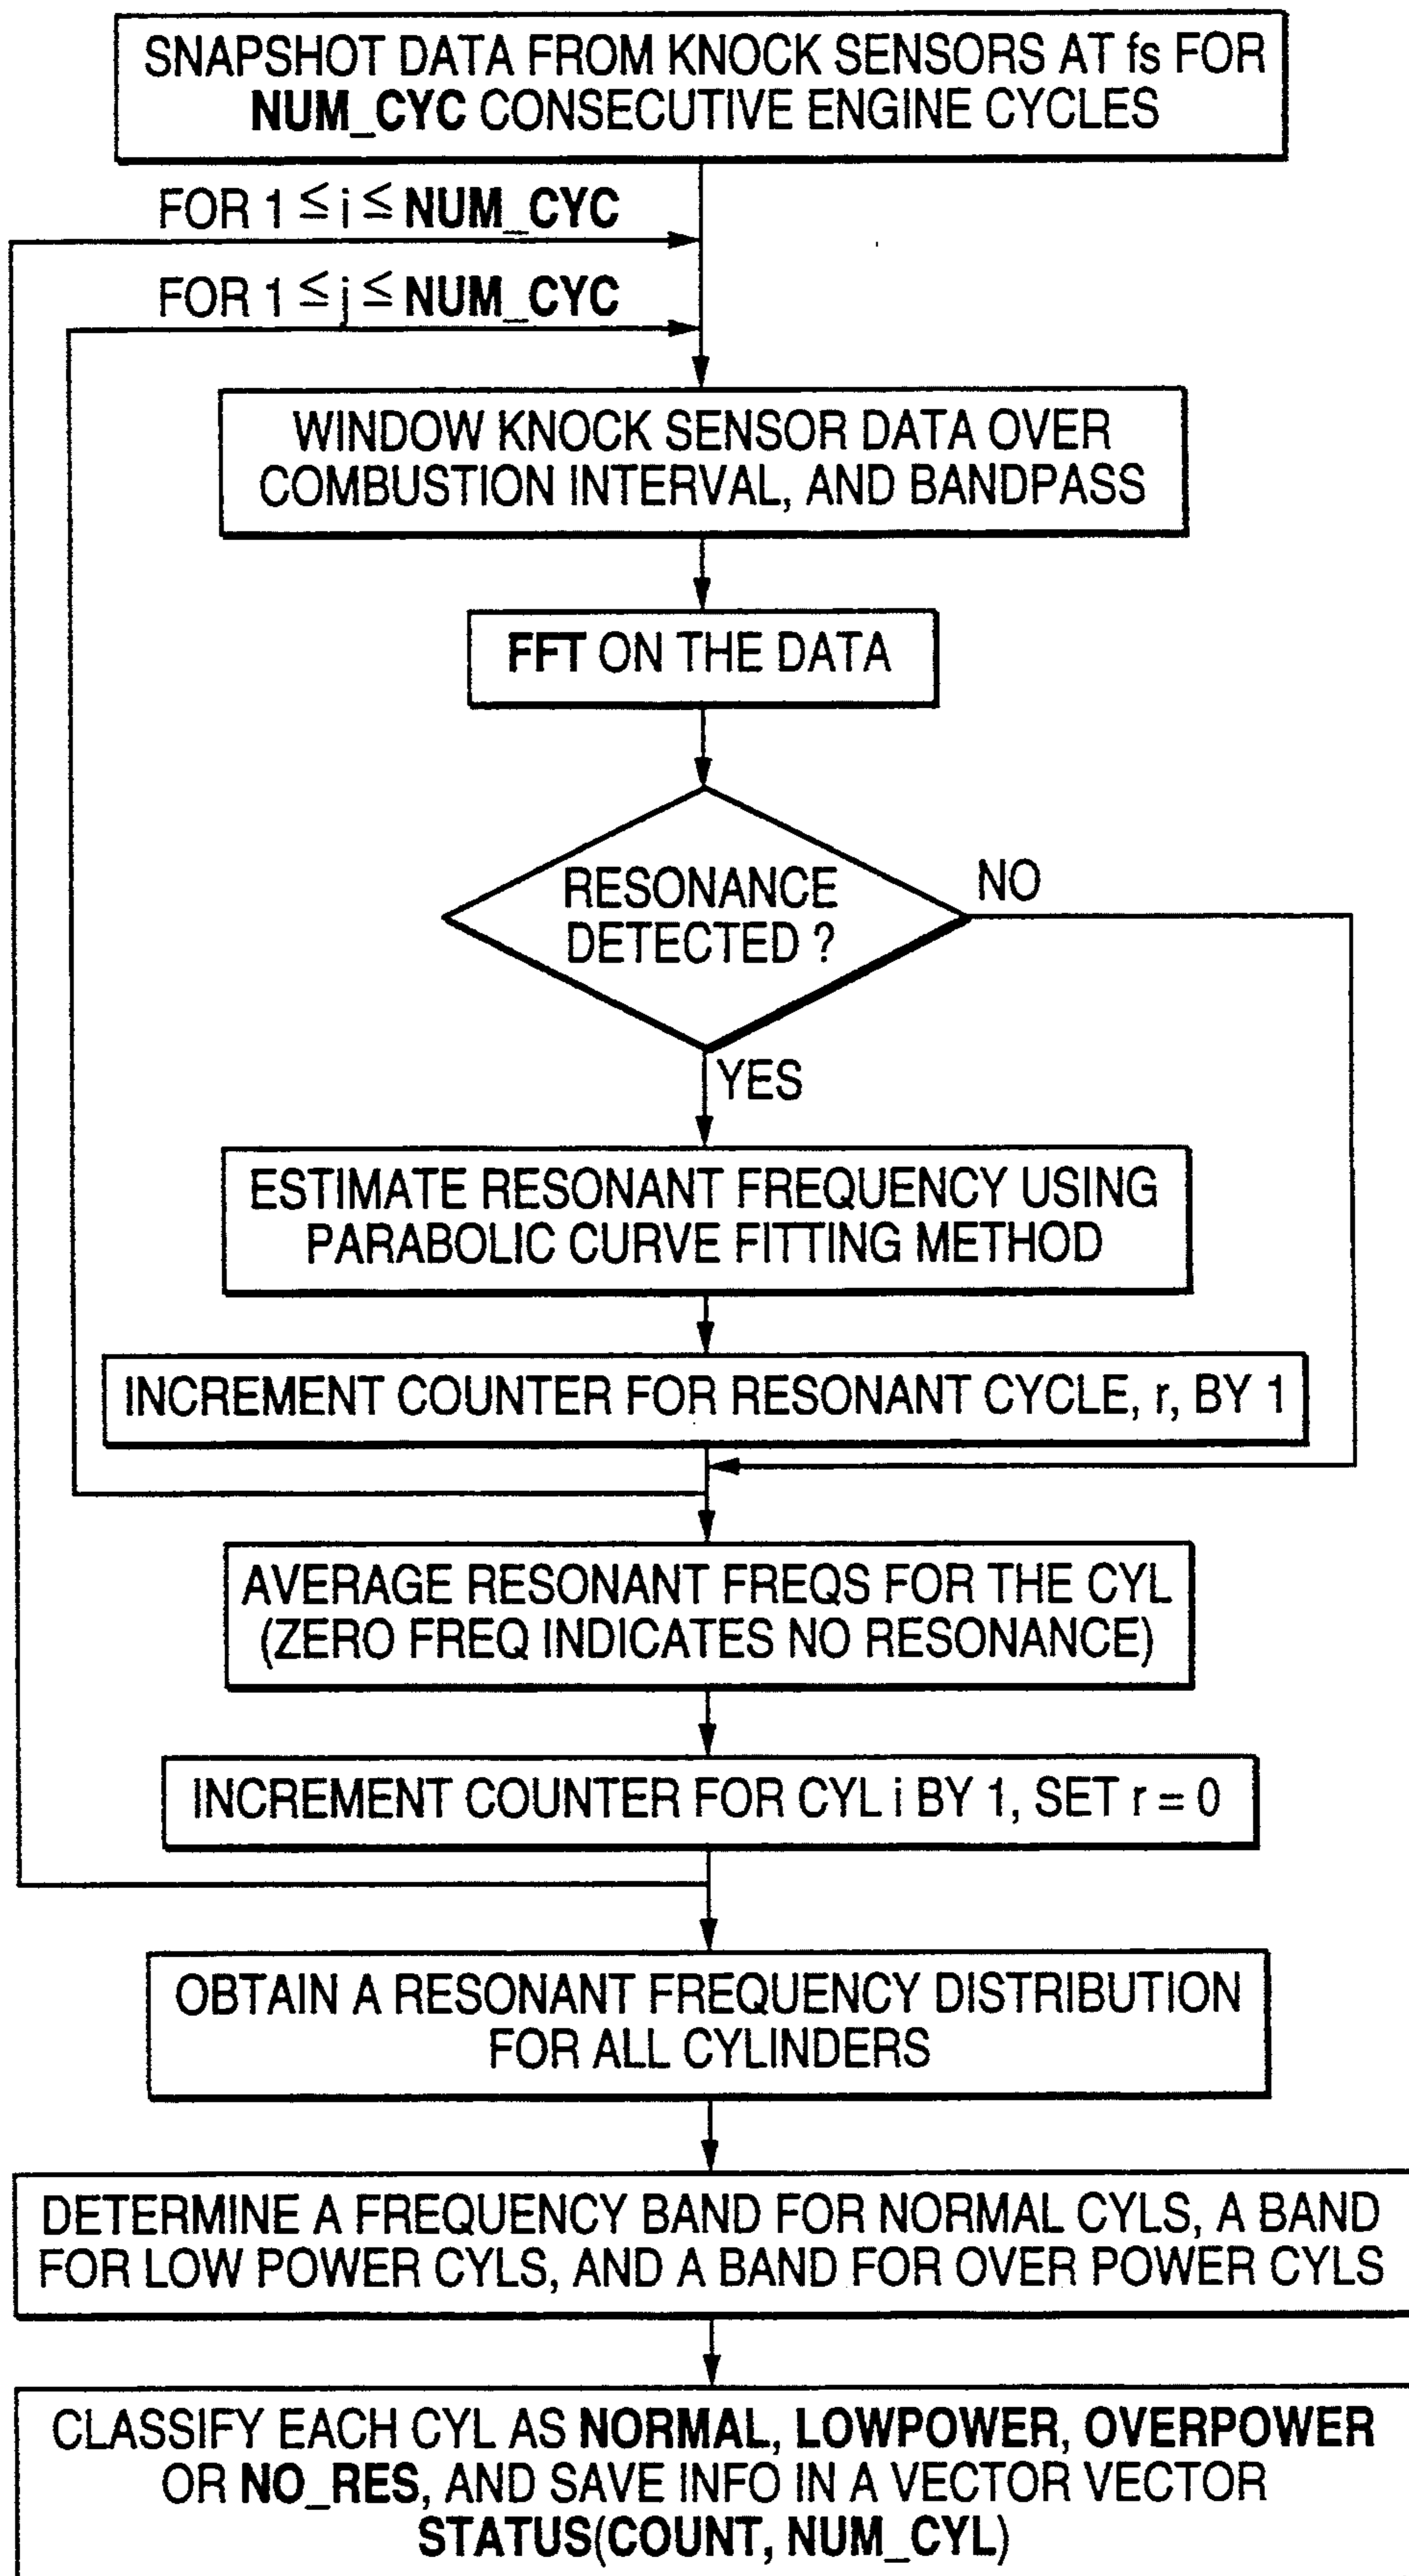 SNAPSHOT DATA FROM KNOCK SENSORS AT fs FOR
NUM_CYC CONSECUTIVE ENGINE CYCLES
FOR 1 ≤ i ≤ NUM_CYC
FOR 1 ≤ j ≤ NUM_CYC
WINDOW KNOCK SENSOR DATA OVER
COMBUSTION INTERVAL, AND BANDPASS
FFT ON THE DATA
RESONANCE
DETECTED ?
NO
YES
ESTIMATE RESONANT FREQUENCY USING
PARABOLIC CURVE FITTING METHOD
INCREMENT COUNTER FOR RESONANT CYCLE, r, BY 1
AVERAGE RESONANT FREQS FOR THE CYL
(ZERO FREQ INDICATES NO RESONANCE)
INCREMENT COUNTER FOR CYL i BY 1, SET r = 0
OBTAIN A RESONANT FREQUENCY DISTRIBUTION
FOR ALL CYLINDERS
DETERMINE A FREQUENCY BAND FOR NORMAL CYLS, A BAND
FOR LOW POWER CYLS, AND A BAND FOR OVER POWER CYLS
CLASSIFY EACH CYL AS NORMAL, LOWPOWER, OVERPOWER
OR NO_RES, AND SAVE INFO IN A VECTOR VECTOR
STATUS(COUNT, NUM_CYL)